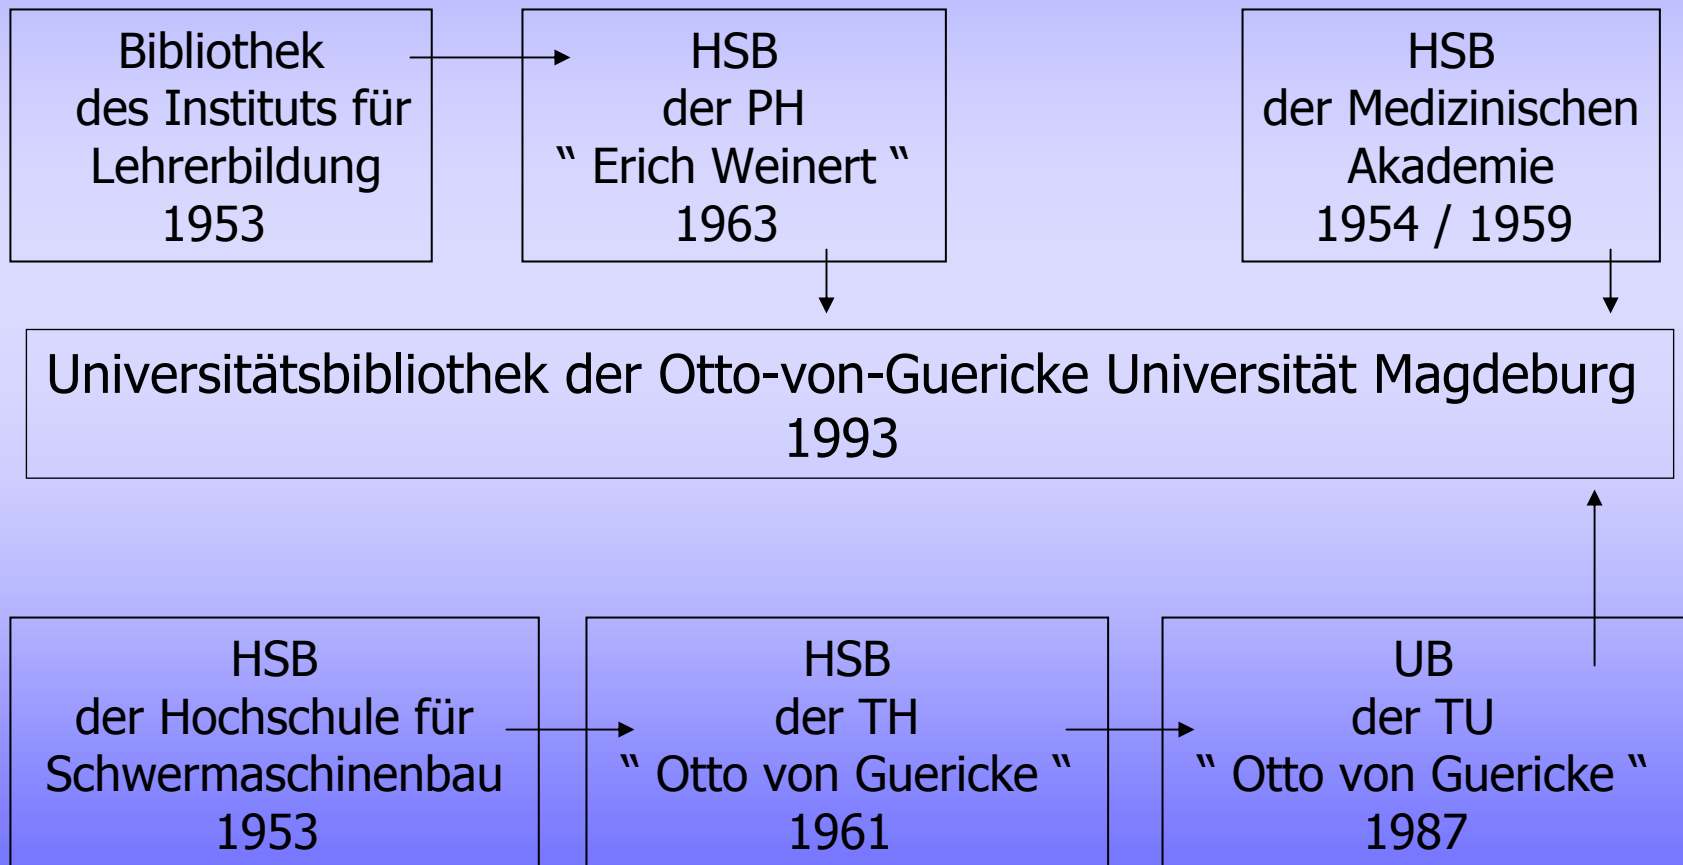 Bibliothek
des Instituts für
Lehrerbildung
1953
HSB
der PH
“ Erich Weinert “
1963
HSB
der Medizinischen
Akademie
1954 / 1959
Universitätsbibliothek der Otto-von-Guericke Universität Magdeburg
1993
HSB
der Hochschule für
Schwermaschinenbau
1953
HSB
der TH
“ Otto von Guericke “
1961
UB
der TU
“ Otto von Guericke “
1987